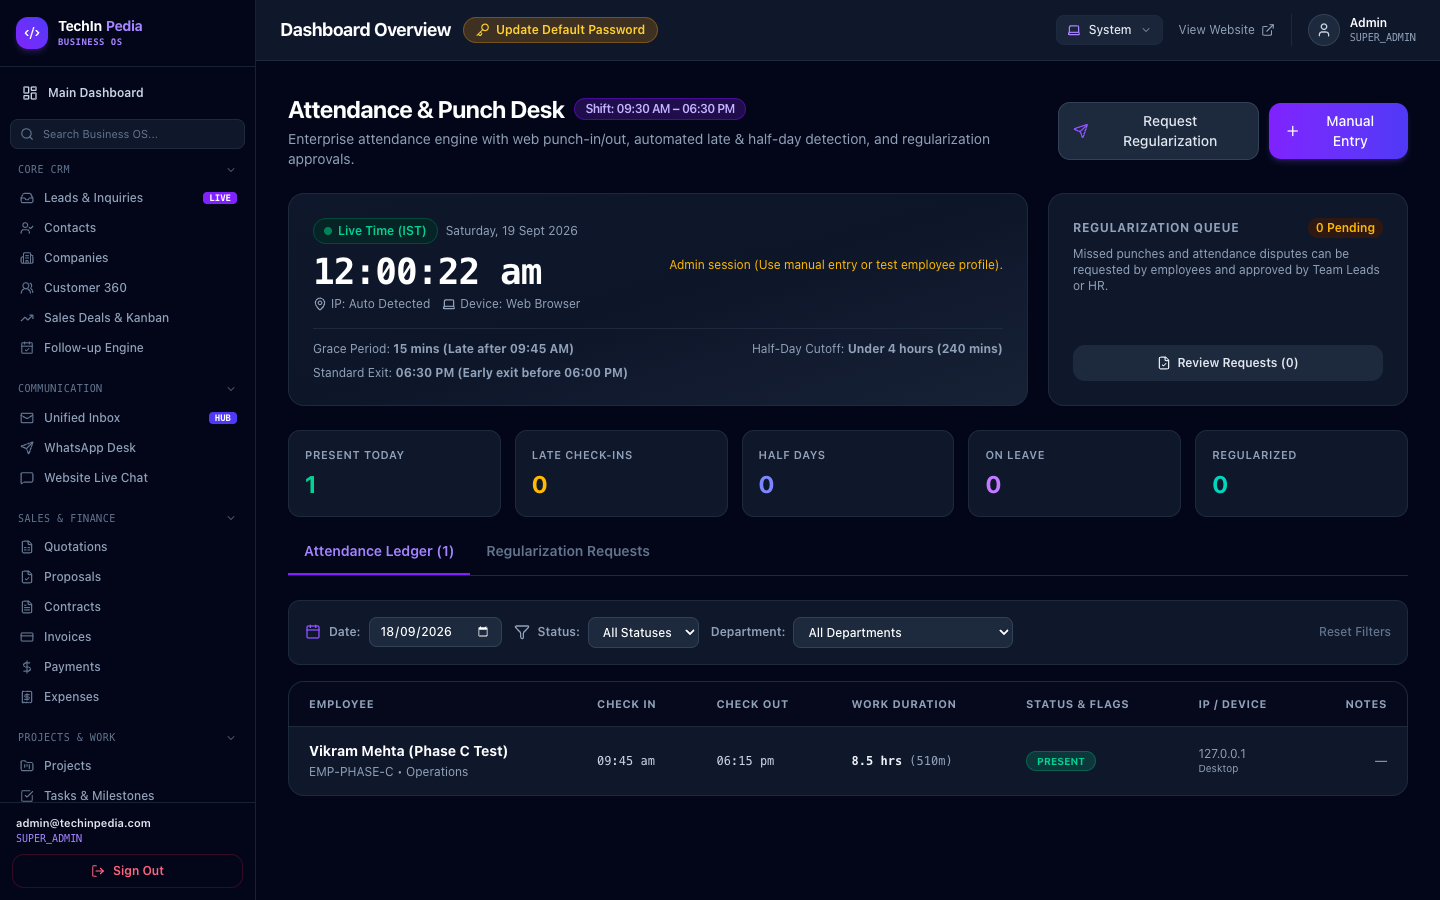 TechIn Pedia
BUSINESS OS
Main Dashboard
Search Business OS...
CORE CRM
Leads & Inquiries LIVE
Contacts
Companies
Customer 360
Sales Deals & Kanban
Follow-up Engine
COMMUNICATION
Unified Inbox HUB
WhatsApp Desk
Website Live Chat
SALES & FINANCE
Quotations
Proposals
Contracts
Invoices
Payments
Expenses
PROJECTS & WORK
Projects
Tasks & Milestones
admin@techinpedia.com
SUPER_ADMIN
Sign Out
Dashboard Overview Update Default Password System View Website Admin
SUPER_ADMIN
Attendance & Punch Desk Shift: 09:30 AM – 06:30 PM
Enterprise attendance engine with web punch-in/out, automated late & half-day detection, and regularization
approvals.
Request
Regularization
Manual
Entry
Live Time (IST) Saturday, 19 Sept 2026
12:00:22 am
Admin session (Use manual entry or test employee profile).
IP: Auto Detected Device: Web Browser
Grace Period: 15 mins (Late after 09:45 AM) Half-Day Cutoff: Under 4 hours (240 mins)
Standard Exit: 06:30 PM (Early exit before 06:00 PM)
REGULARIZATION QUEUE 0 Pending
Missed punches and attendance disputes can be
requested by employees and approved by Team Leads
or HR.
Review Requests (0)
PRESENT TODAY
1
LATE CHECK-INS
0
HALF DAYS
0
ON LEAVE
0
REGULARIZED
0
Attendance Ledger (1) Regularization Requests
Date: 18/09/2026 Status: All Statuses Department: All Departments Reset Filters
EMPLOYEE CHECK IN CHECK OUT WORK DURATION STATUS & FLAGS IP / DEVICE NOTES
Vikram Mehta (Phase C Test)
EMP-PHASE-C • Operations
09:45 am 06:15 pm 8.5 hrs (510m) PRESENT
127.0.0.1
Desktop
—